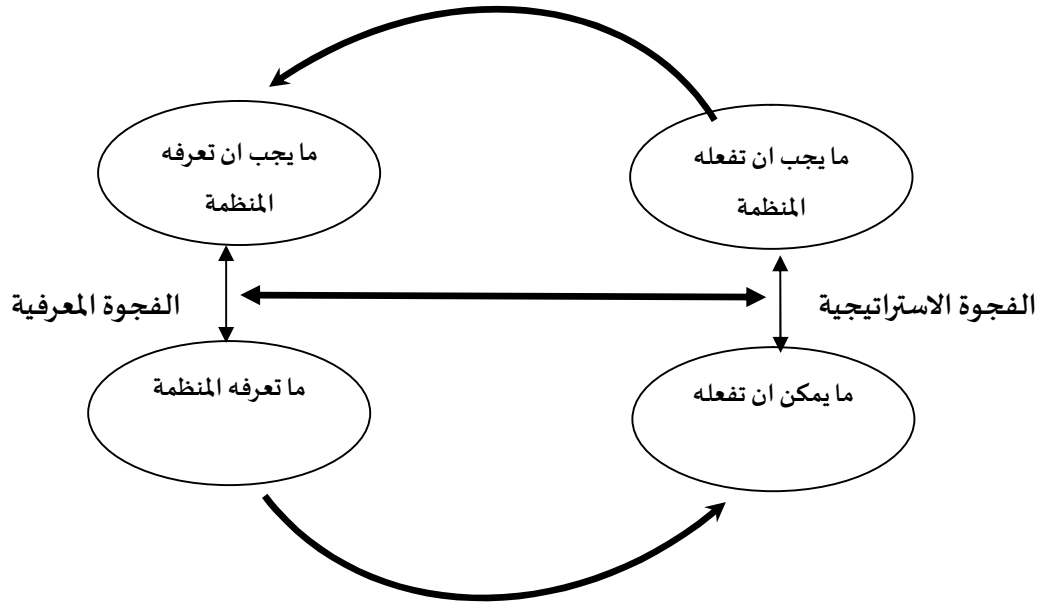 ما يجب ان تفعله
المنظمة
ما يجب ان تعرفه
المنظمة
الفجوة الاستراتيجية
الفجوة المعرفية
ما يمكن ان تفعله
ما تعرفه المنظمة